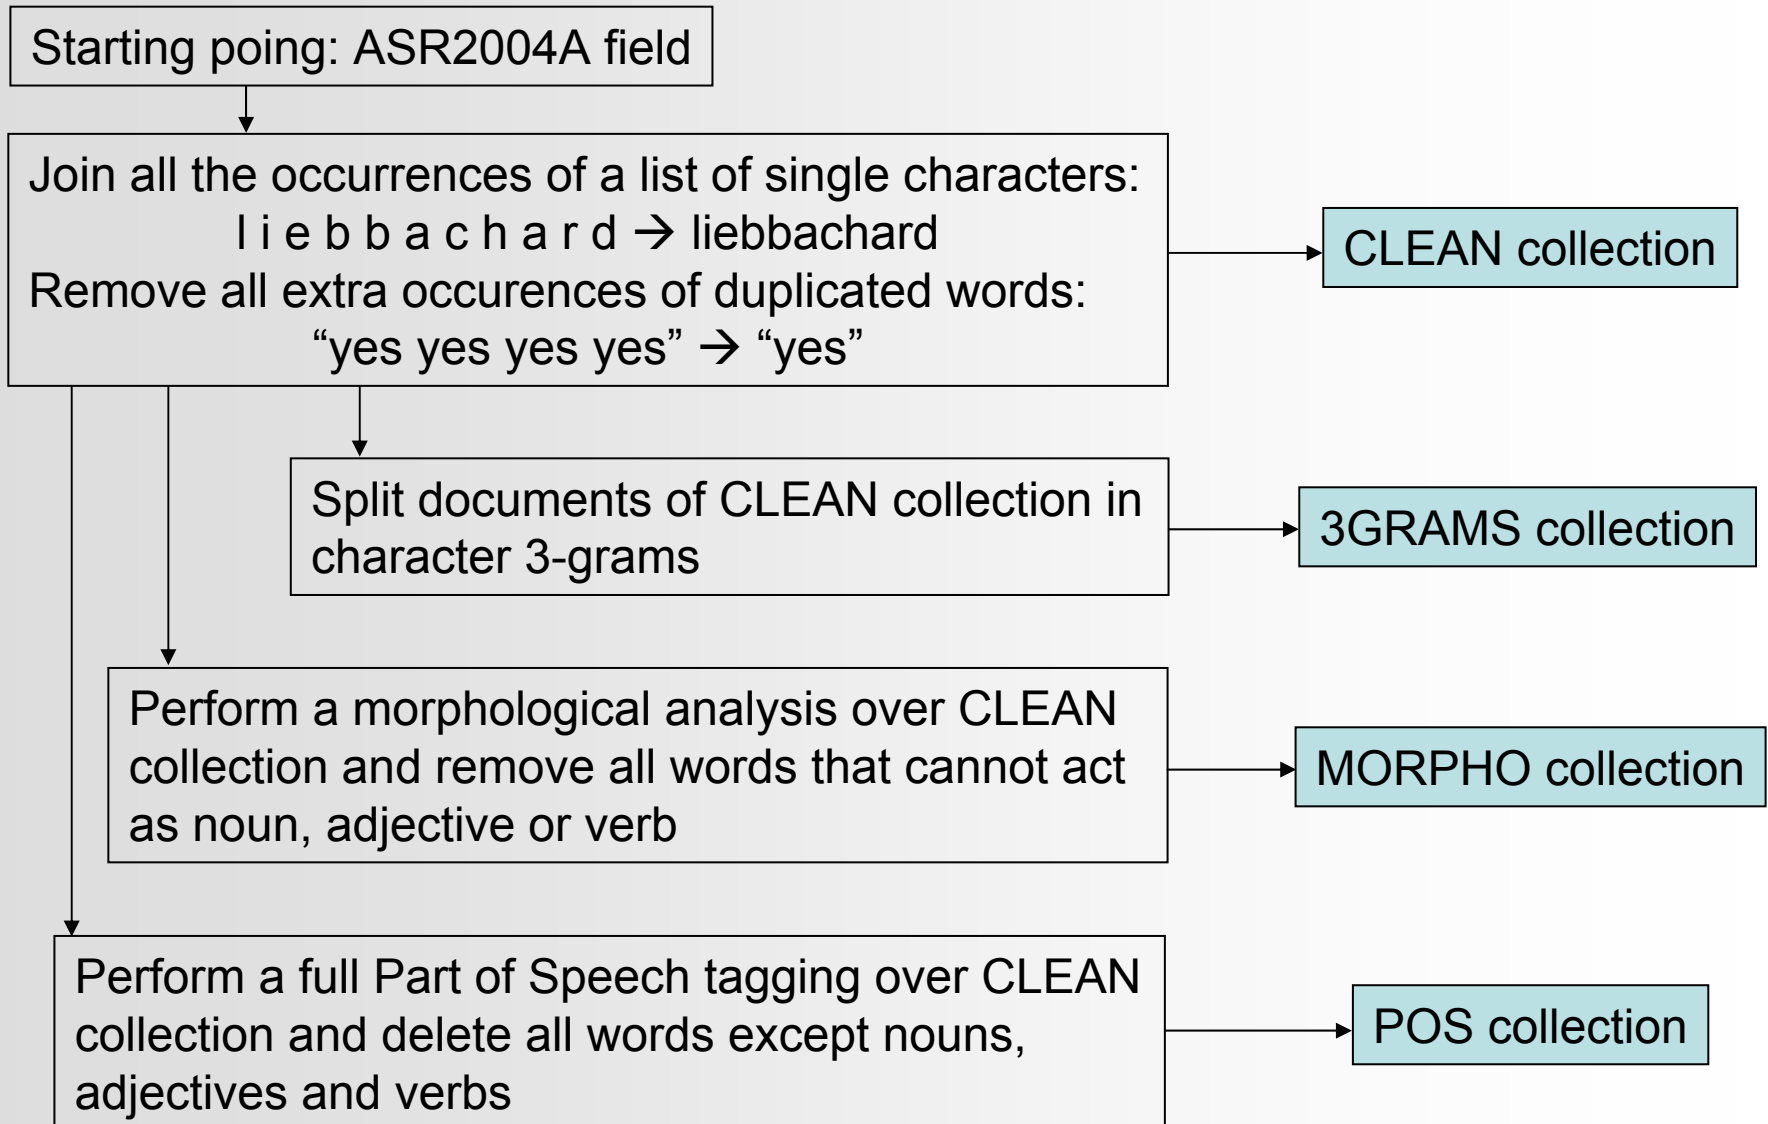 Starting poing: ASR2004A field
Join all the occurrences of a list of single characters:
l i e b b a c h a r d → liebbachard
Remove all extra occurences of duplicated words:
“yes yes yes yes” → “yes”
CLEAN collection
Split documents of CLEAN collection in
character 3-grams
3GRAMS collection
Perform a morphological analysis over CLEAN
collection and remove all words that cannot act
as noun, adjective or verb
MORPHO collection
Perform a full Part of Speech tagging over CLEAN
collection and delete all words except nouns,
adjectives and verbs
POS collection